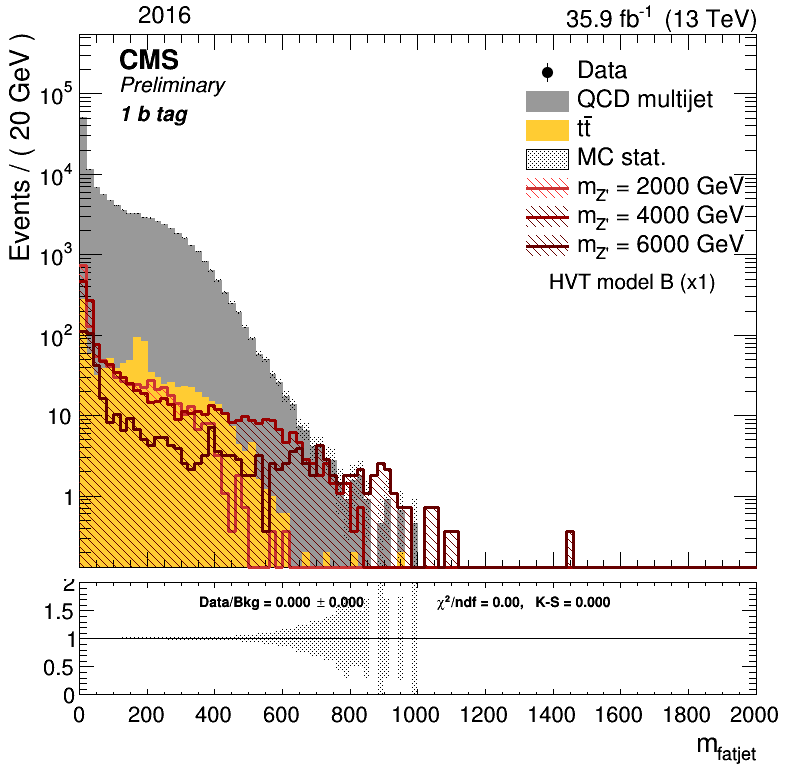 2016
35.9 fb⁻¹ (13 TeV)
CMS
Preliminary
1 b tag
Data
QCD multijet
tt̄
MC stat.
m_Z' = 2000 GeV
m_Z' = 4000 GeV
m_Z' = 6000 GeV
HVT model B (x1)
Events / ( 20 GeV )
10⁵
10⁴
10³
10²
10
1
Data/Bkg = 0.000 ± 0.000
χ²/ndf = 0.00, K-S = 0.000
2
1.5
1
0.5
0
0 200 400 600 800 1000 1200 1400 1600 1800 2000
m_fatjet